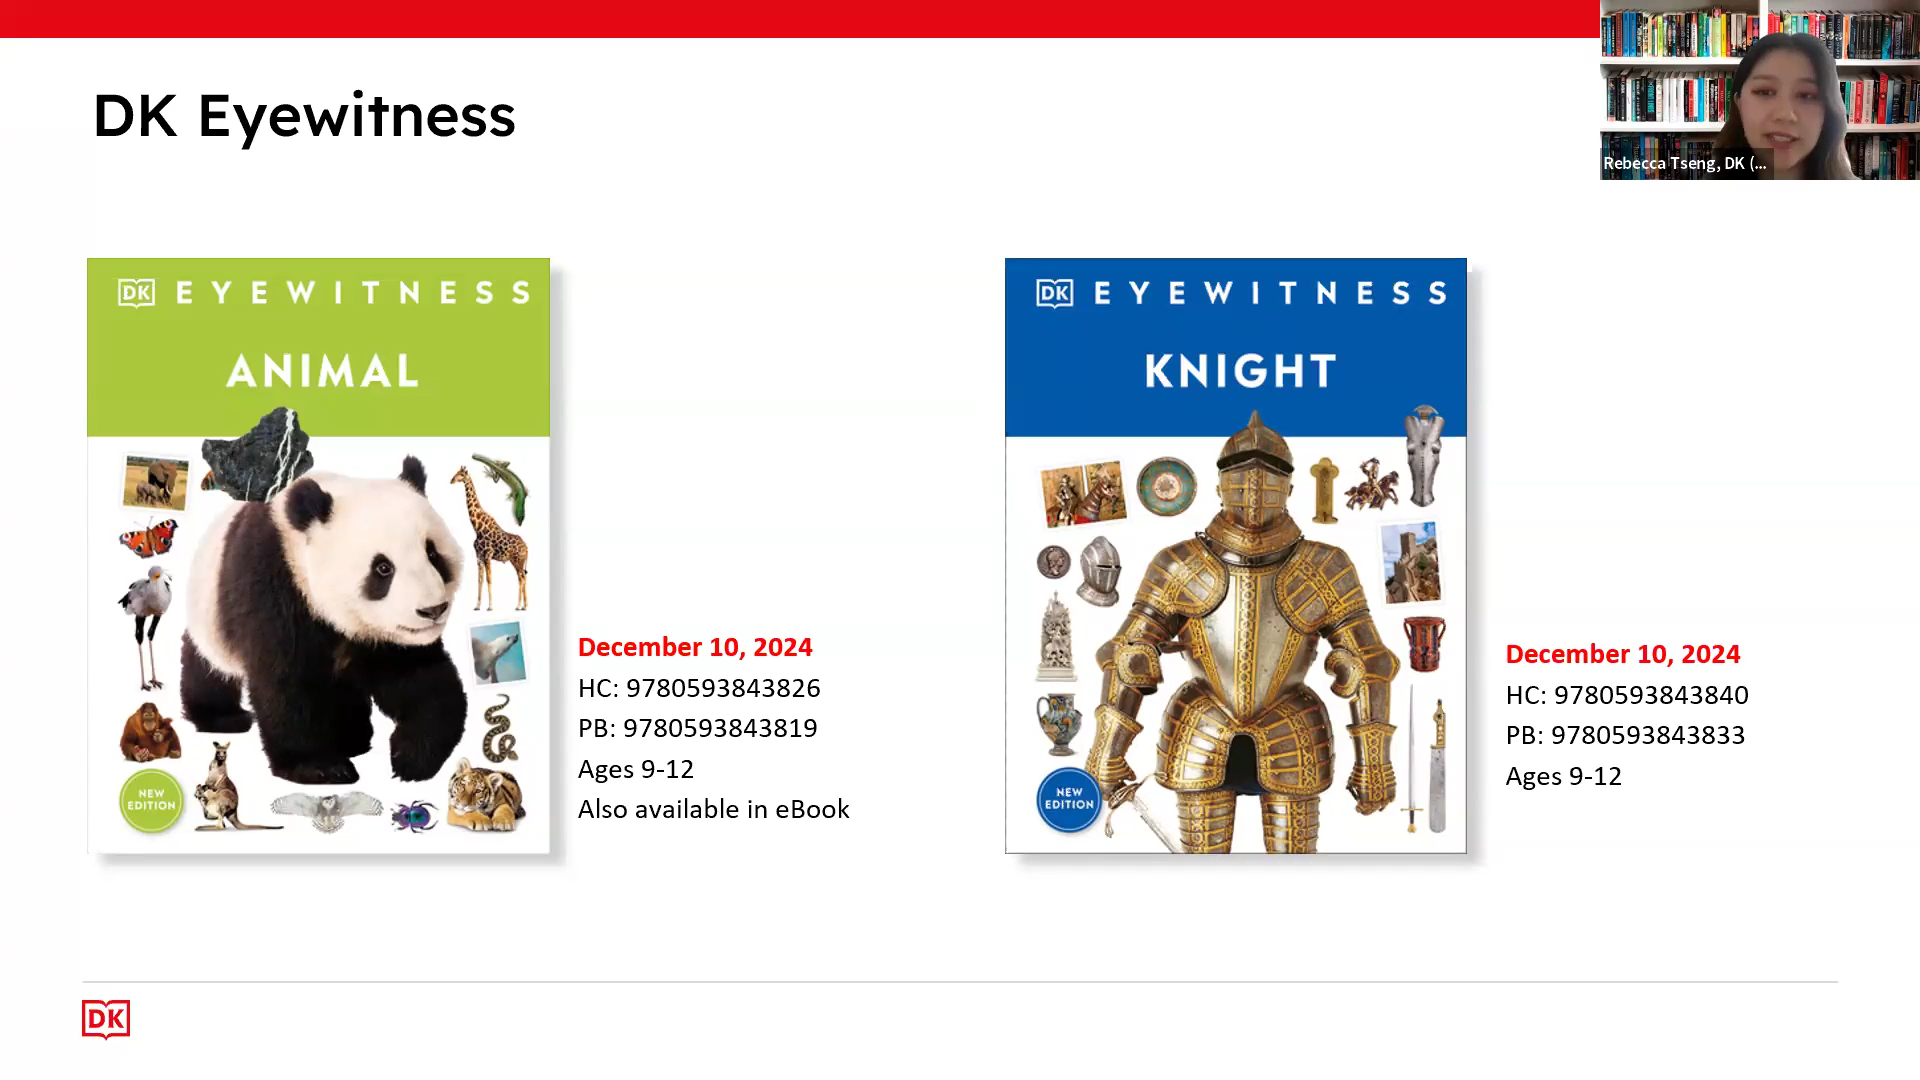 DK Eyewitness
Rebecca Tseng, DK (...
DK EYEWITNESS
ANIMAL
NEW
EDITION
December 10, 2024
HC: 9780593843826
PB: 9780593843819
Ages 9-12
Also available in eBook
DK EYEWITNESS
KNIGHT
NEW
EDITION
December 10, 2024
HC: 9780593843840
PB: 9780593843833
Ages 9-12
DK